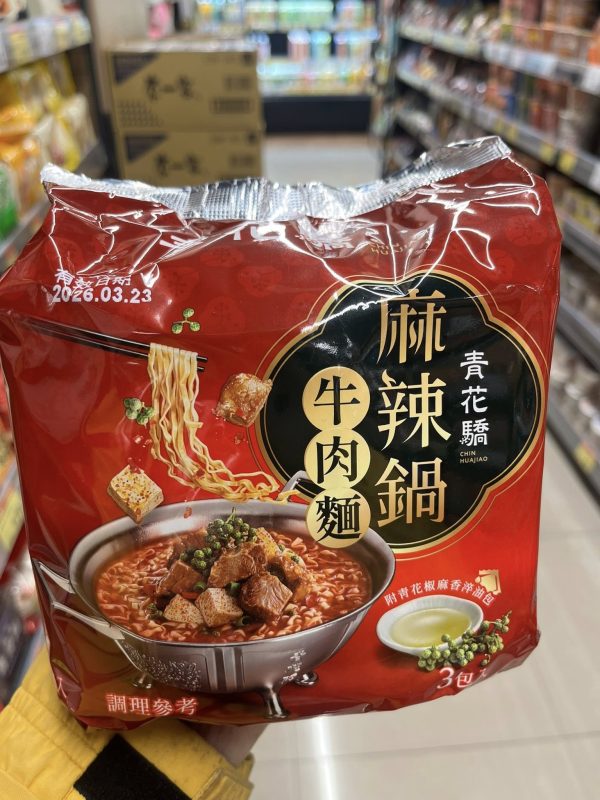 有效日期
2026.03.23
青花驕
CHIN
HUAJIAO
麻辣鍋
牛肉麵
附青花椒麻香淬油包
3包入
調理參考